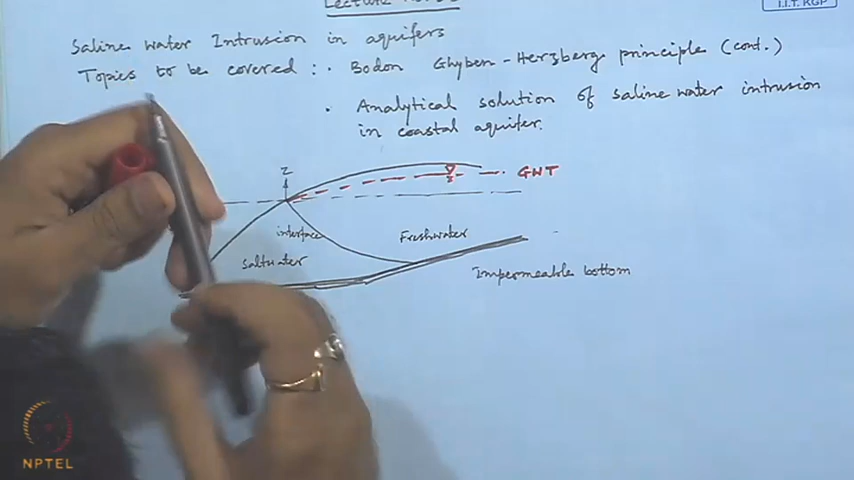 I.I.T. KGP
Saline water Intrusion in aquifers
Topics to be covered : • Bodon Ghyben - Herzberg principle (cont.)
• Analytical solution of saline water intrusion
in coastal aquifer.
Z
GWT
interface
Freshwater
Saltwater
Impermeable bottom
NPTEL